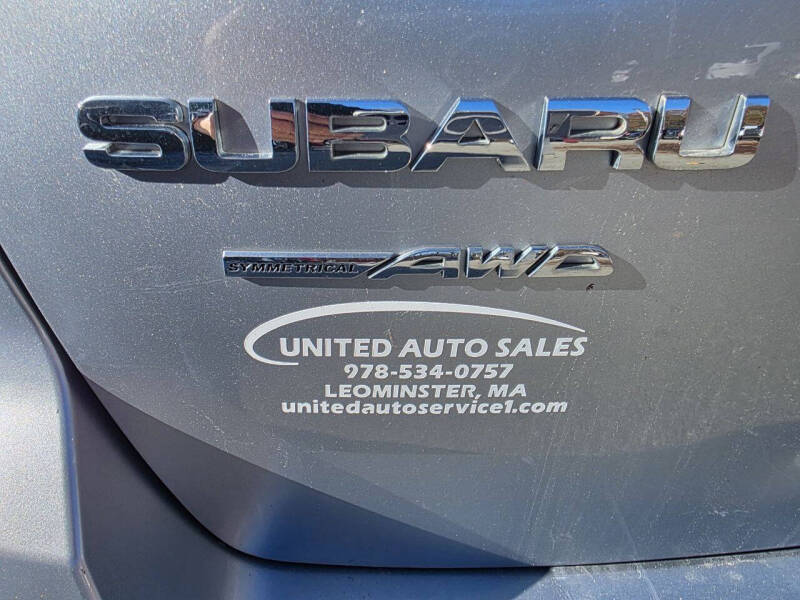 SUBARU
SYMMETRICAL AWD
UNITED AUTO SALES
978-534-0757
LEOMINSTER, MA
unitedautoservice1.com